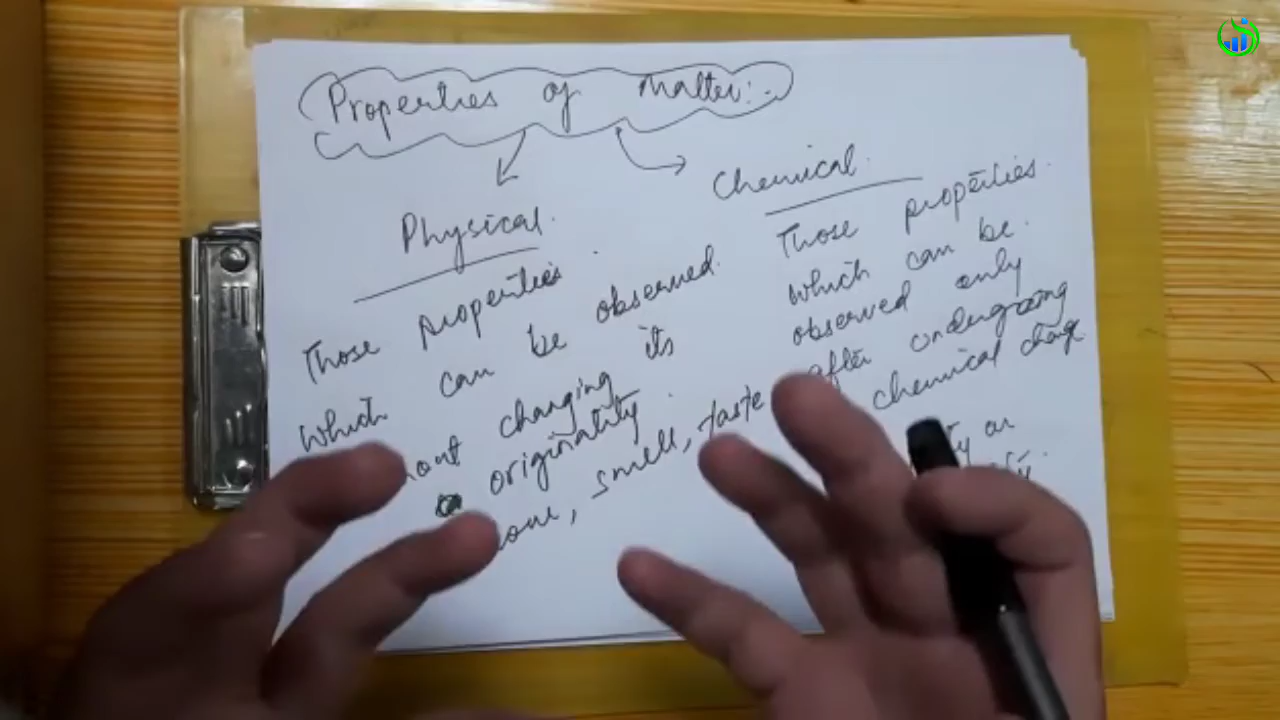 Properties of Matter:-
Physical.
Those properties.
which can be observed.
changing its
originality.
smell, taste
Chemical.
Those properties.
which can be.
observed only
after undergoing
chemical change